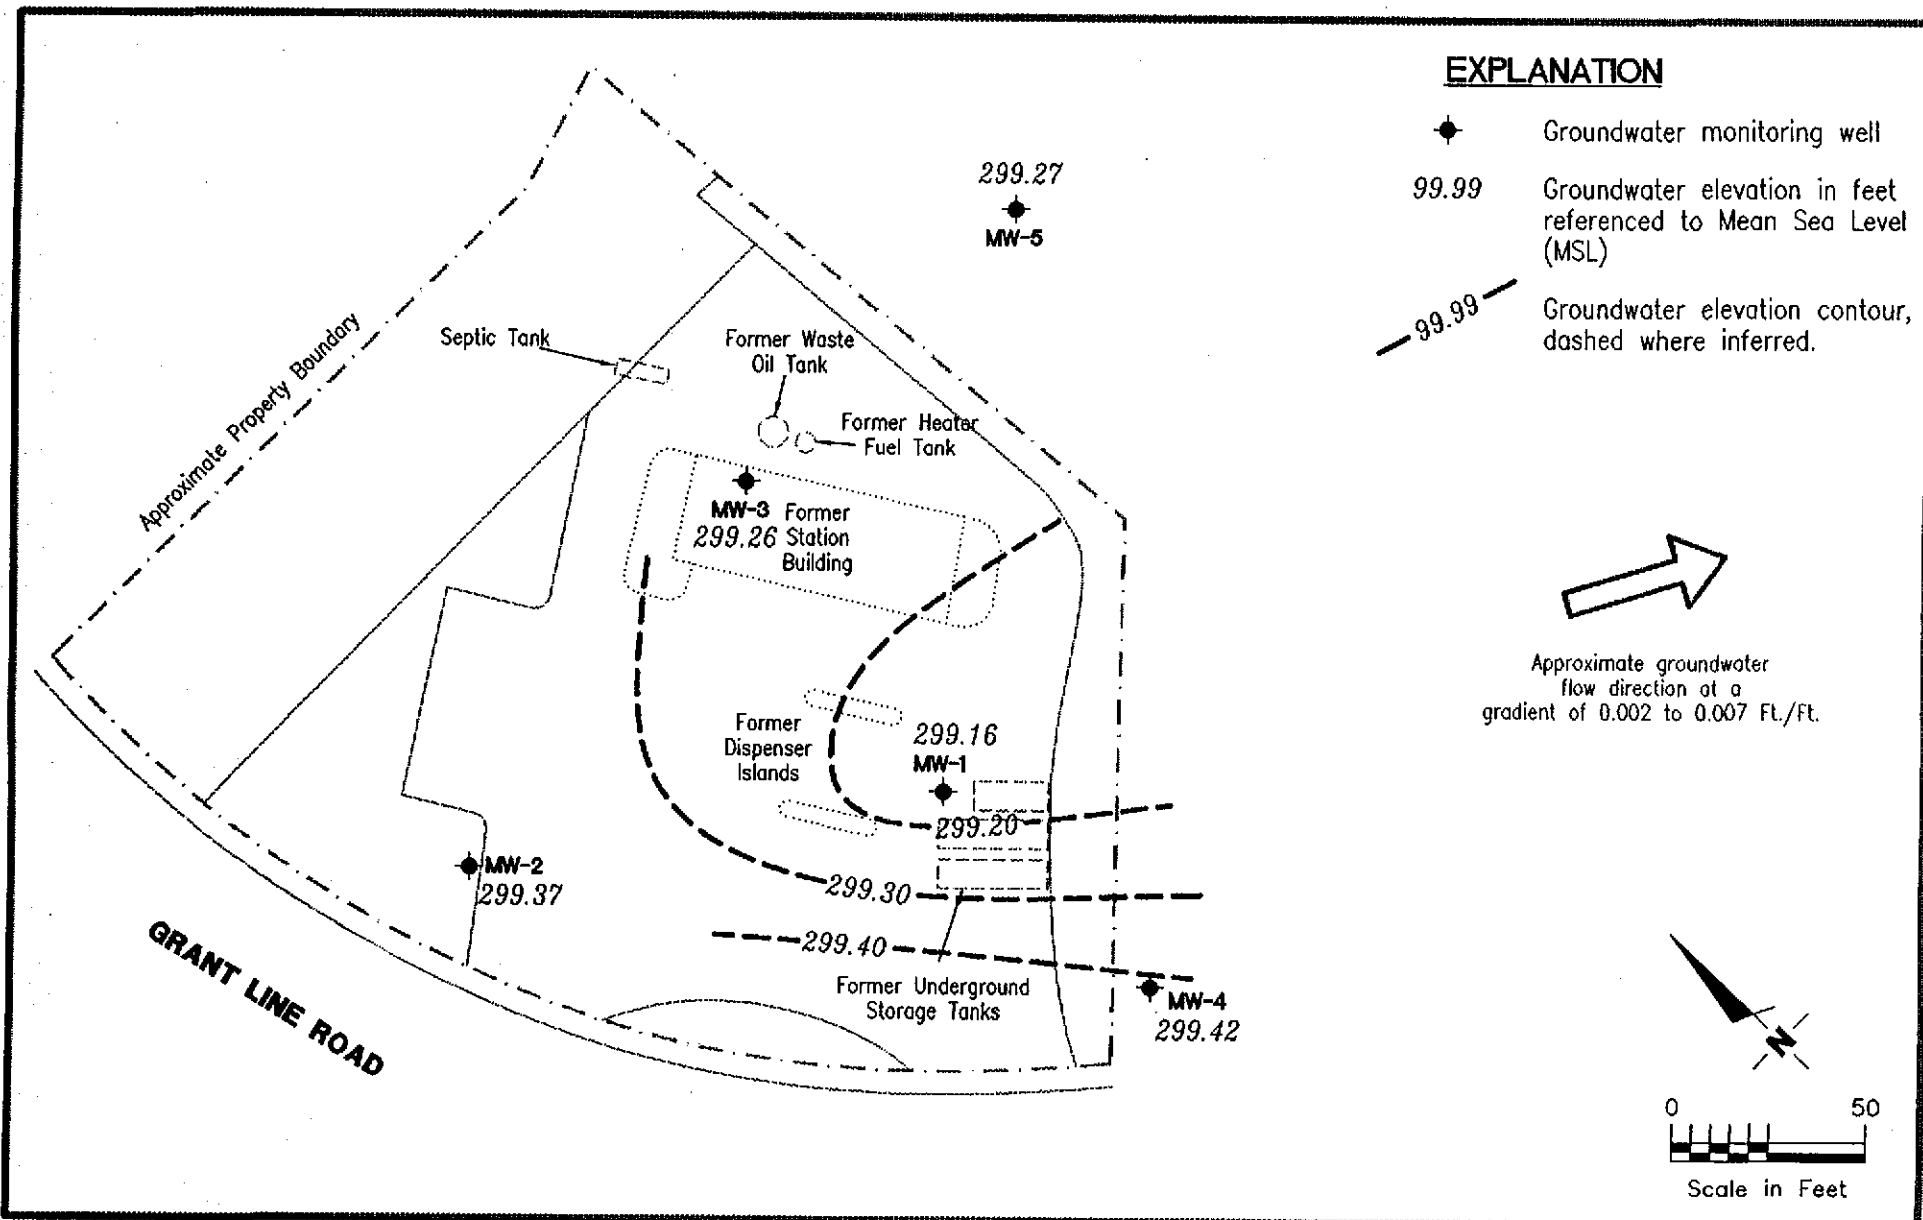 EXPLANATION
Groundwater monitoring well
99.99
Groundwater elevation in feet
referenced to Mean Sea Level
(MSL)
99.99
Groundwater elevation contour,
dashed where inferred.
299.27
MW-5
Approximate Property Boundary
Septic Tank
Former Waste
Oil Tank
Former Heater
Fuel Tank
MW-3
299.26
Former
Station
Building
Former
Dispenser
Islands
299.16
MW-1
299.20
299.30
299.40
MW-2
299.37
Former Underground
Storage Tanks
MW-4
299.42
GRANT LINE ROAD
Approximate groundwater
flow direction at a
gradient of 0.002 to 0.007 Ft./Ft.
N
0 50
Scale in Feet